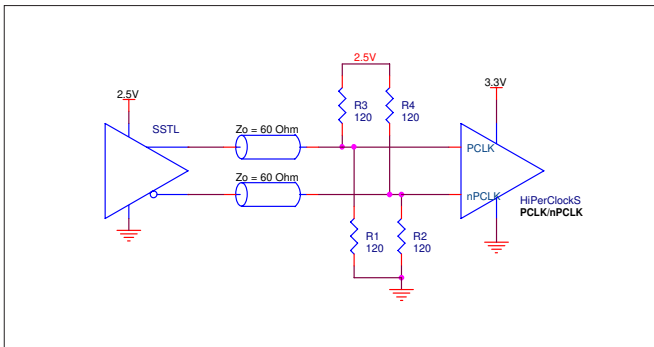 2.5V
2.5V
3.3V
SSTL
R3
120
R4
120
Zo = 60 Ohm
PCLK
Zo = 60 Ohm
nPCLK
HiPerClockS
PCLK/nPCLK
R1
120
R2
120